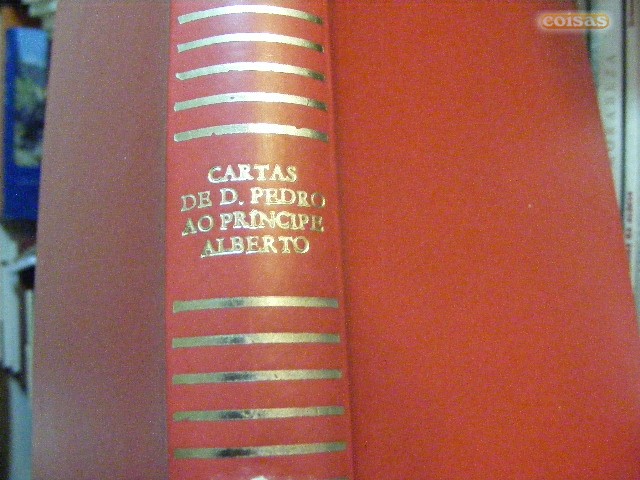 coisas
CARTAS
DE D. PEDRO
AO PRÍNCIPE
ALBERTO